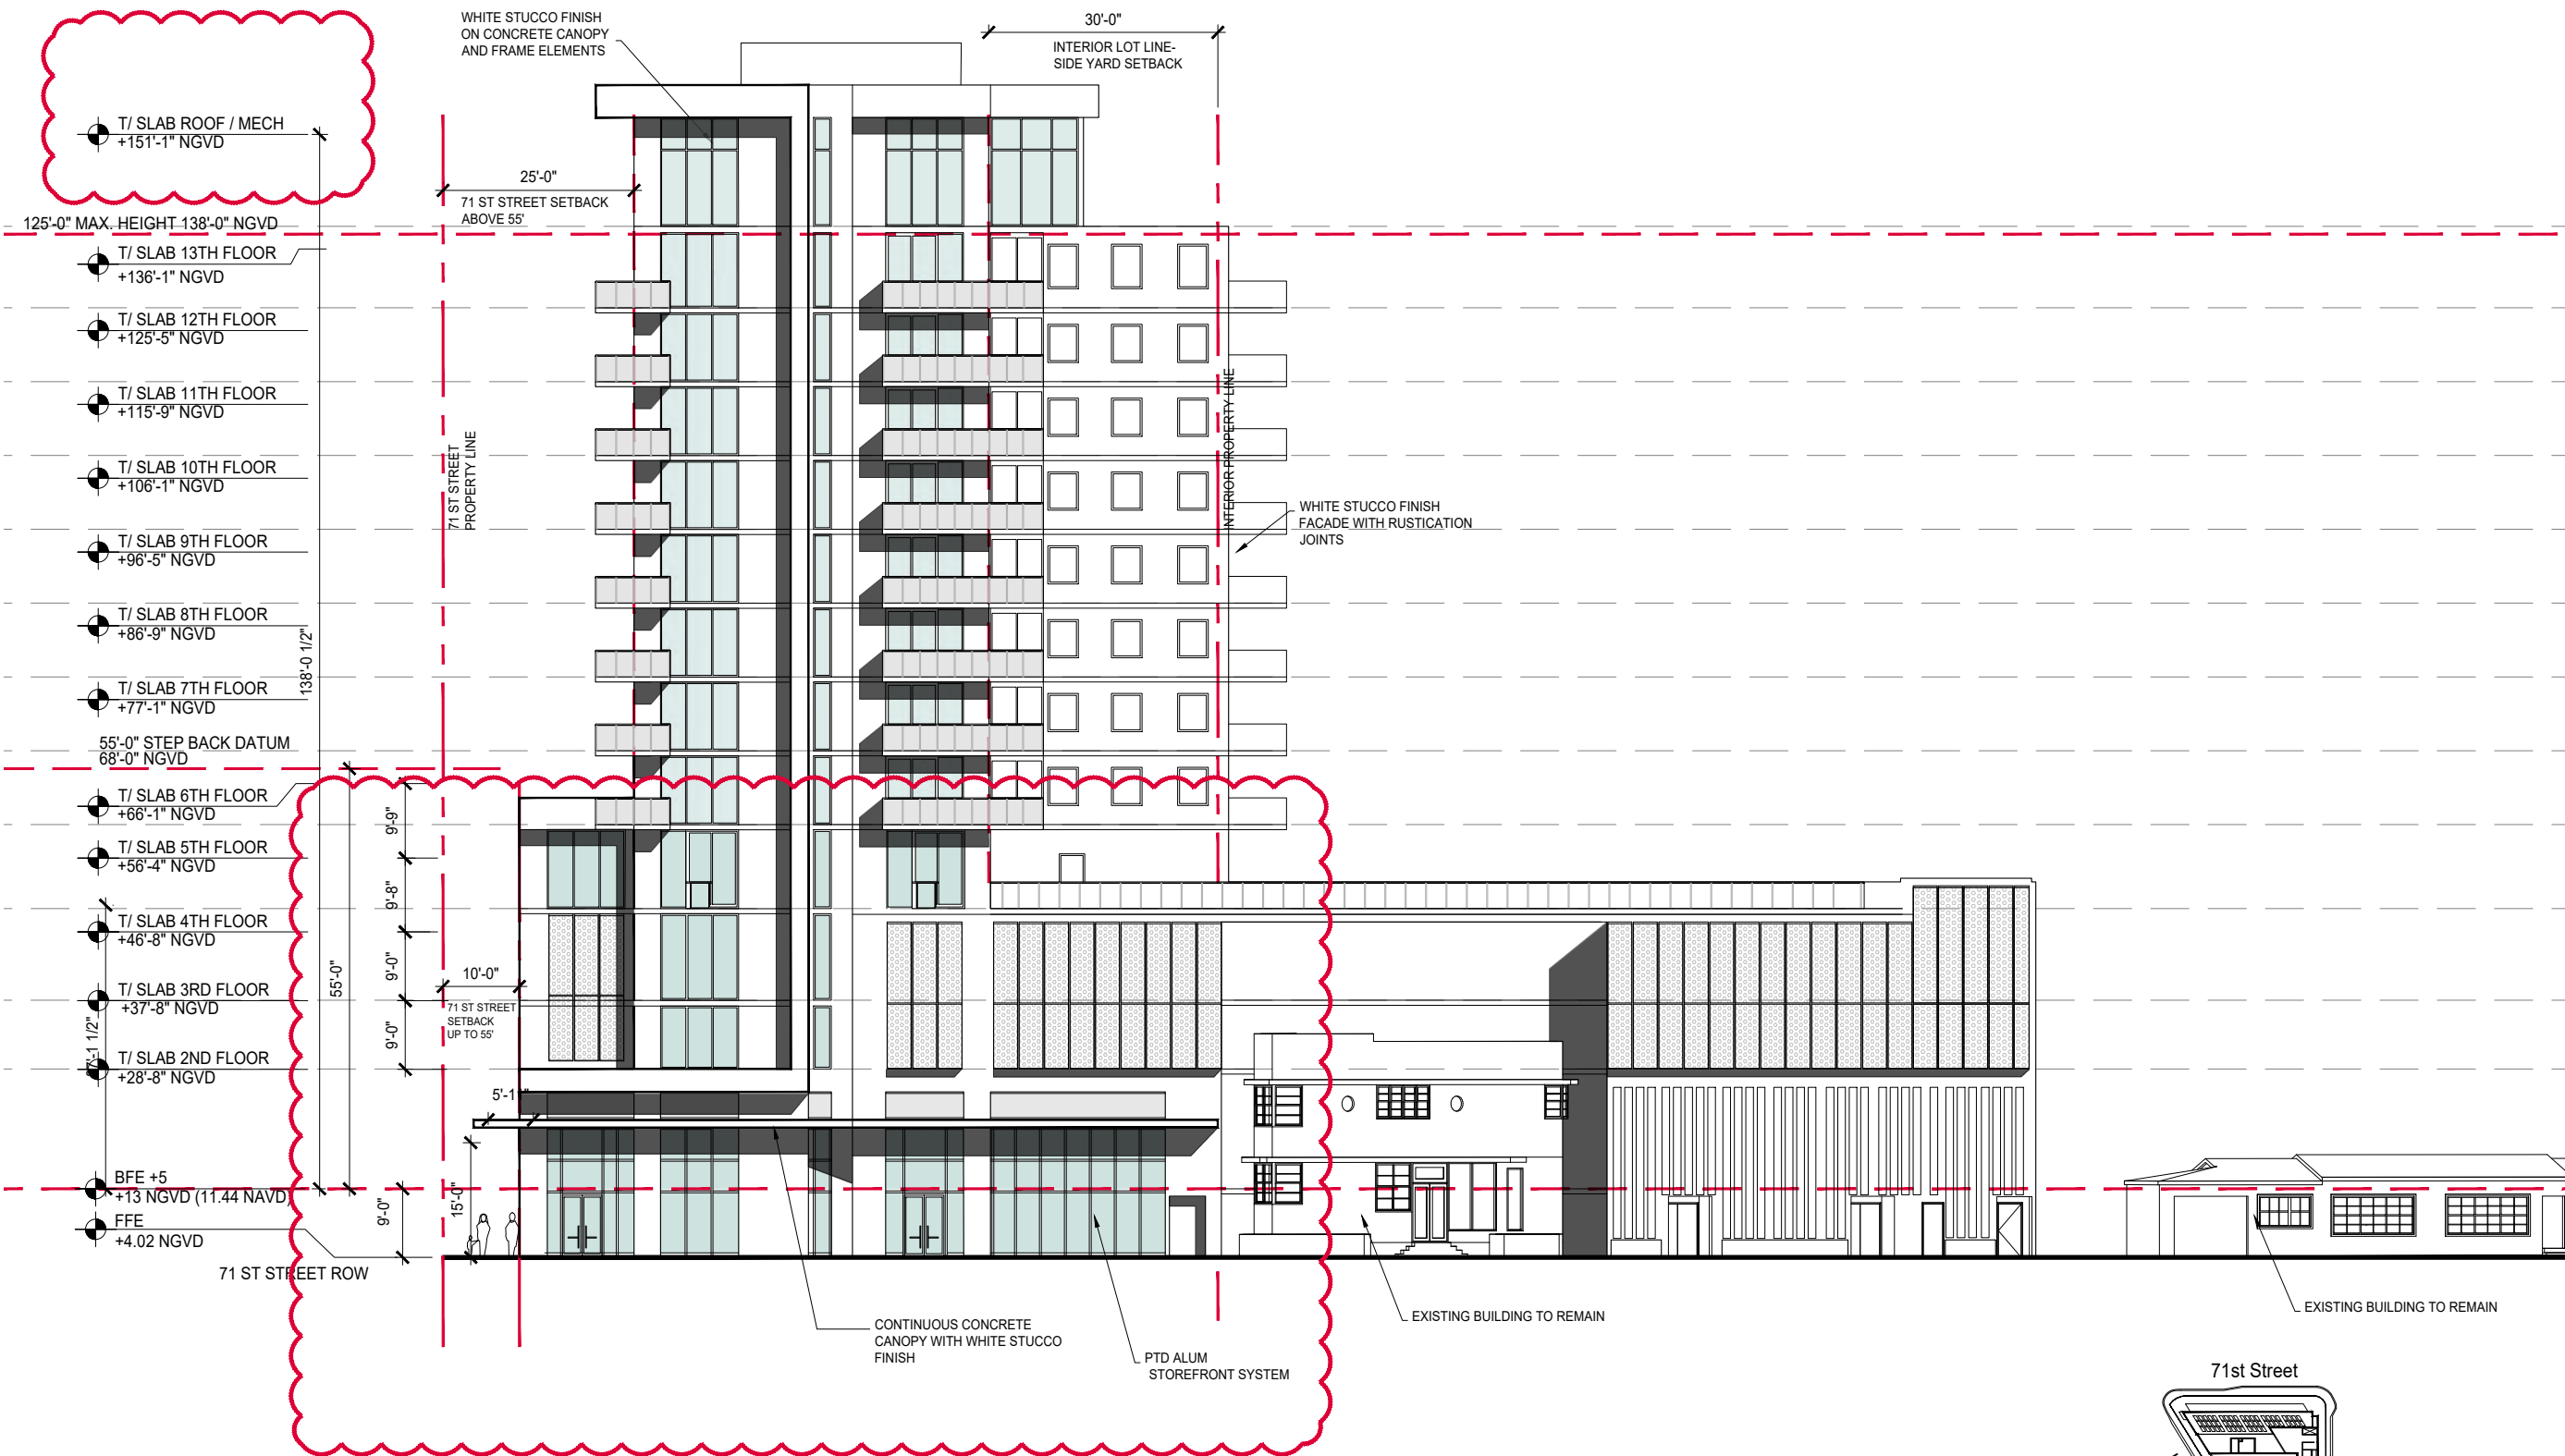 WHITE STUCCO FINISH
ON CONCRETE CANOPY
AND FRAME ELEMENTS
30'-0"
INTERIOR LOT LINE-
SIDE YARD SETBACK
T/ SLAB ROOF / MECH
+151'-1" NGVD
25'-0"
71 ST STREET SETBACK
ABOVE 55'
125'-0" MAX. HEIGHT 138'-0" NGVD
T/ SLAB 13TH FLOOR
+136'-1" NGVD
T/ SLAB 12TH FLOOR
+125'-5" NGVD
T/ SLAB 11TH FLOOR
+115'-9" NGVD
T/ SLAB 10TH FLOOR
+106'-1" NGVD
T/ SLAB 9TH FLOOR
+96'-5" NGVD
T/ SLAB 8TH FLOOR
+86'-9" NGVD
T/ SLAB 7TH FLOOR
+77'-1" NGVD
138'-0 1/2"
71 ST STREET
PROPERTY LINE
INTERIOR PROPERTY LINE
WHITE STUCCO FINISH
FACADE WITH RUSTICATION
JOINTS
55'-0" STEP BACK DATUM
68'-0" NGVD
T/ SLAB 6TH FLOOR
+66'-1" NGVD
T/ SLAB 5TH FLOOR
+56'-4" NGVD
T/ SLAB 4TH FLOOR
+46'-8" NGVD
T/ SLAB 3RD FLOOR
+37'-8" NGVD
T/ SLAB 2ND FLOOR
+28'-8" NGVD
55'-0"
9'-9"
9'-8"
9'-0"
9'-0"
10'-0"
71 ST STREET
SETBACK
UP TO 55'
5'-1
15'-0"
9'-0"
BFE +5
+13 NGVD (11.44 NAVD)
FFE
+4.02 NGVD
71 ST STREET ROW
CONTINUOUS CONCRETE
CANOPY WITH WHITE STUCCO
FINISH
PTD ALUM
STOREFRONT SYSTEM
EXISTING BUILDING TO REMAIN
EXISTING BUILDING TO REMAIN
71st Street